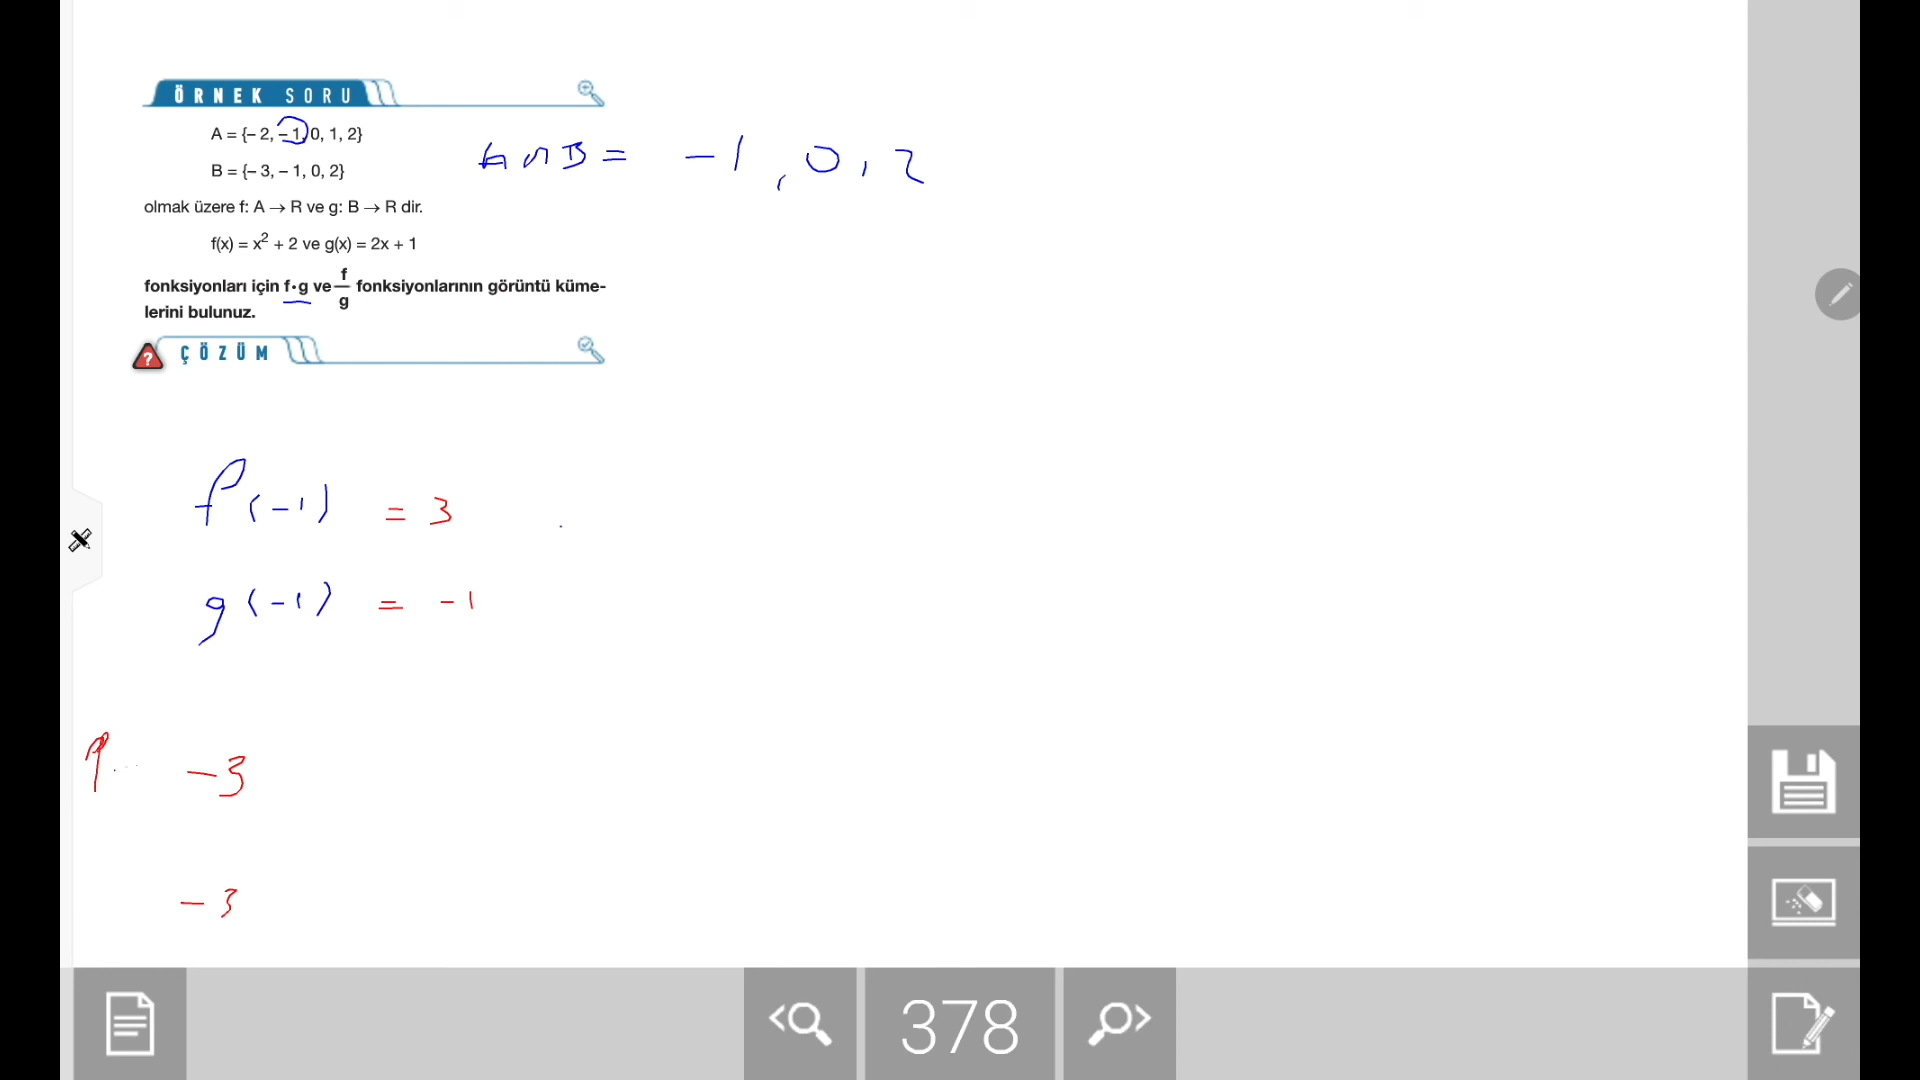 ÖRNEK SORU
A = {– 2, – 1, 0, 1, 2}
B = {– 3, – 1, 0, 2}
A ∩ B = -1, 0, 2
olmak üzere f: A → R ve g: B → R dir.
f(x) = x² + 2 ve g(x) = 2x + 1
fonksiyonları için f•g ve f/g fonksiyonlarının görüntü küme-
lerini bulunuz.
? ÇÖZÜM
f(-1) = 3
g(-1) = -1
-3
-3
378